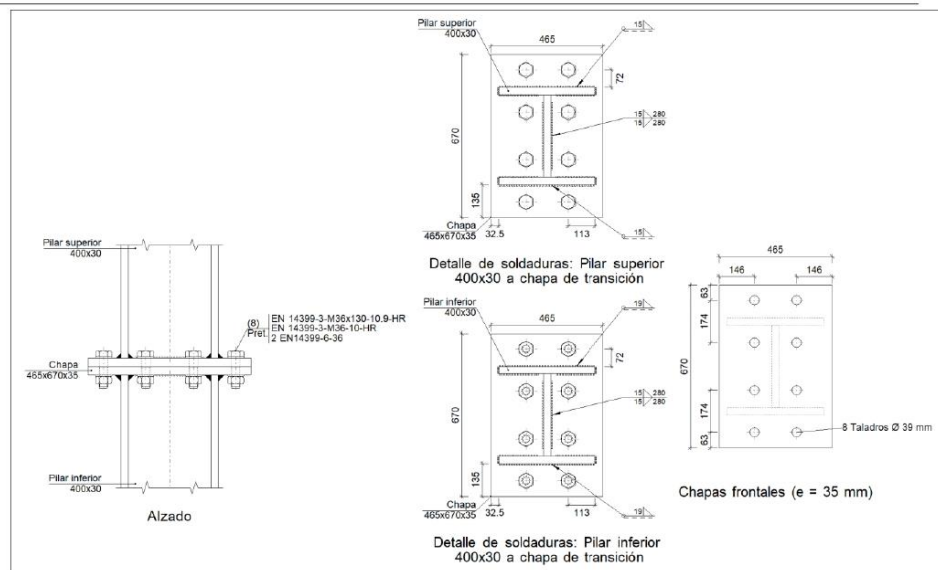 Pilar superior
400x30
15
465
72
15 280
15 280
670
135
Chapa
465x670x35
32.5
113
15
Detalle de soldaduras: Pilar superior
400x30 a chapa de transición
Pilar superior
400x30
(8)
Pret.
EN 14399-3-M36x130-10.9-HR
EN 14399-3-M36-10-HR
2 EN14399-6-36
Chapa
465x670x35
Pilar inferior
400x30
Alzado
Pilar inferior
400x30
19
465
72
15 280
15 280
670
135
Chapa
465x670x35
32.5
113
19
Detalle de soldaduras: Pilar inferior
400x30 a chapa de transición
465
146
146
63
174
670
174
63
8 Taladros Ø 39 mm
Chapas frontales (e = 35 mm)